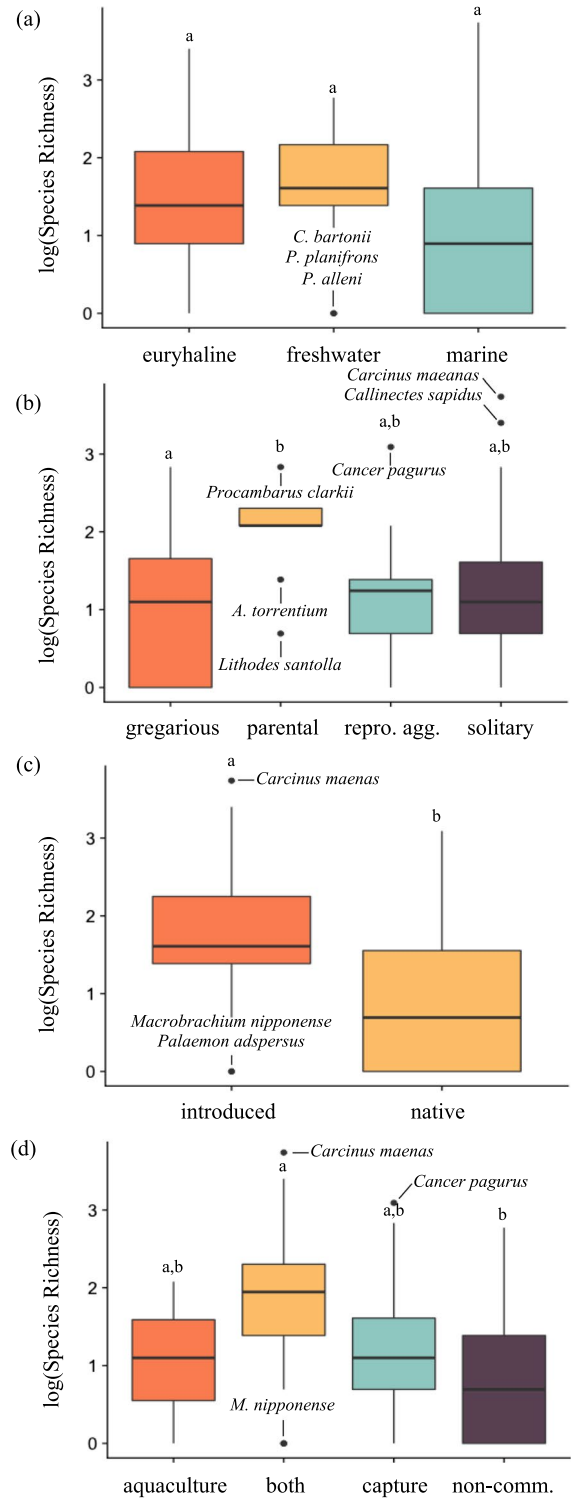 (a)
a
a
a
log(Species Richness)
3
2
1
0
C. bartonii
P. planifrons
P. alleni
euryhaline freshwater marine
(b)
Carcinus maeanas
Callinectes sapidus
a
b
a,b
a,b
log(Species Richness)
3
2
1
0
Cancer pagurus
Procambarus clarkii
A. torrentium
Lithodes santolla
gregarious parental repro. agg. solitary
(c)
a
Carcinus maenas
b
log(Species Richness)
3
2
1
0
Macrobrachium nipponense
Palaemon adspersus
introduced native
(d)
Carcinus maenas
a
Cancer pagurus
a,b
a,b
b
log(Species Richness)
3
2
1
0
M. nipponense
aquaculture both capture non-comm.